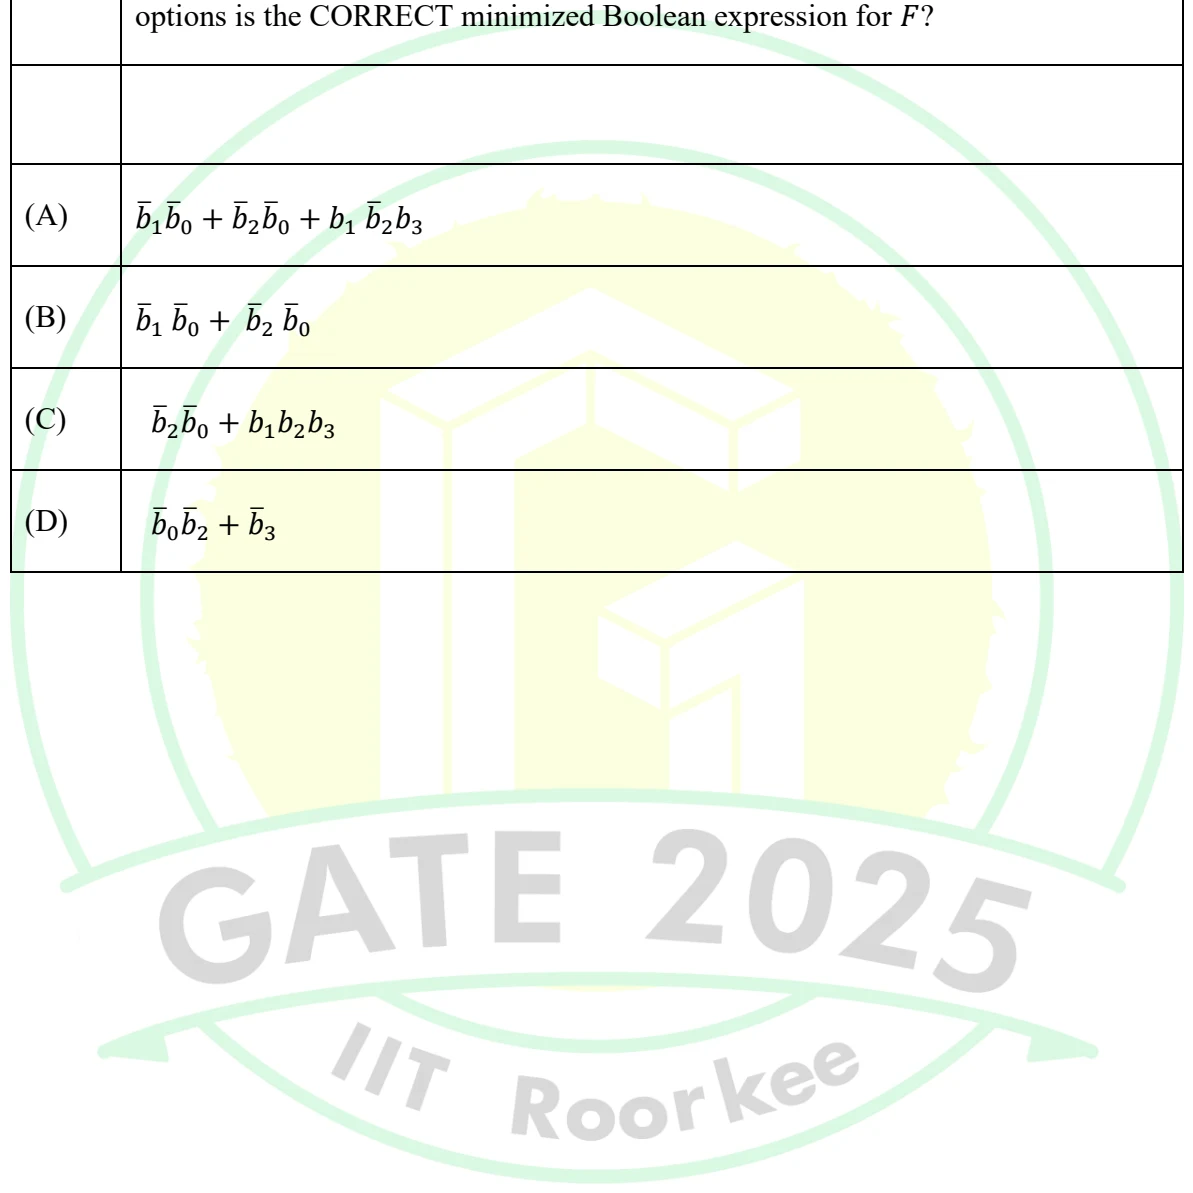 options is the CORRECT minimized Boolean expression for F?
(A) b̅₁b̅₀ + b̅₂b̅₀ + b₁ b̅₂b₃
(B) b̅₁ b̅₀ + b̅₂ b̅₀
(C) b̅₂b̅₀ + b₁b₂b₃
(D) b̅₀b̅₂ + b̅₃
GATE 2025
IIT Roorkee